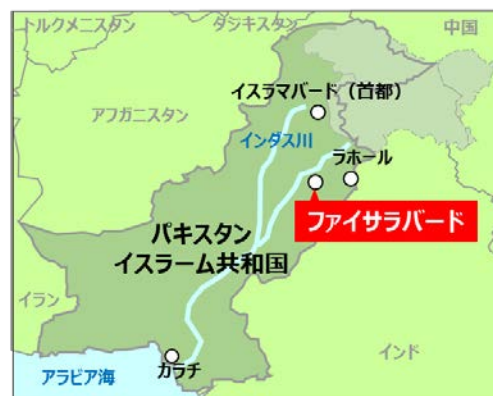 トルクメニスタン
タジキスタン
中国
イスラマバード（首都）
アフガニスタン
インダス川
ラホール
ファイサラバード
パキスタン
イスラーム共和国
イラン
インド
カラチ
アラビア海